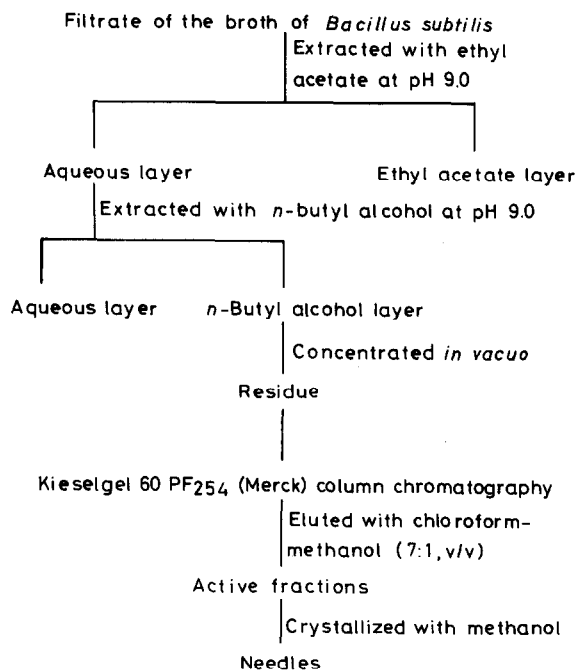 Filtrate of the broth of Bacillus subtilis
Extracted with ethyl
acetate at pH 9.0
Aqueous layer
Ethyl acetate layer
Extracted with n-butyl alcohol at pH 9.0
Aqueous layer
n-Butyl alcohol layer
Concentrated in vacuo
Residue
Kieselgel 60 PF254 (Merck) column chromatography
Eluted with chloroform-
methanol (7:1, v/v)
Active fractions
Crystallized with methanol
Needles